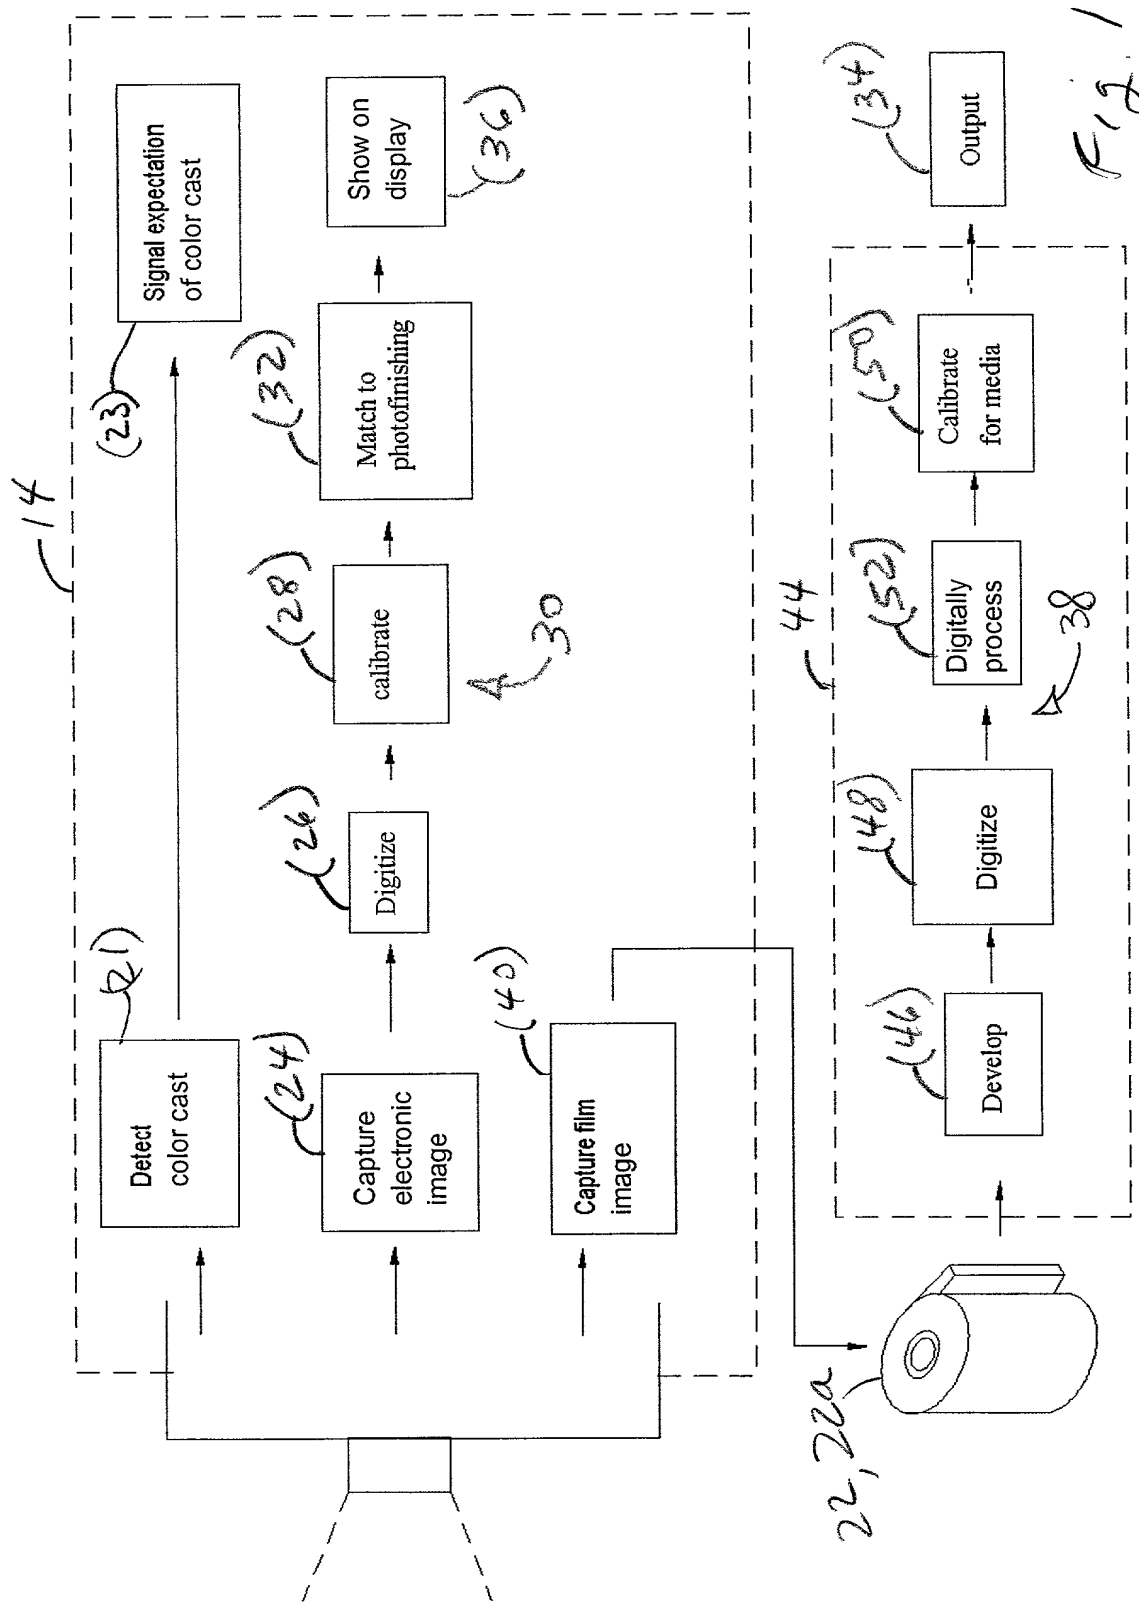 14
(21)
Detect
color cast
(23)
Signal expectation
of color cast
(24)
Capture
electronic
image
(26)
Digitize
(28)
calibrate
30
(32)
Match to
photofinishing
(36)
Show on
display
(40)
Capture film
image
22, 22a
44
(46)
Develop
(48)
Digitize
38
(52)
Digitally
process
(50)
Calibrate
for media
(34)
Output
Fig. 1